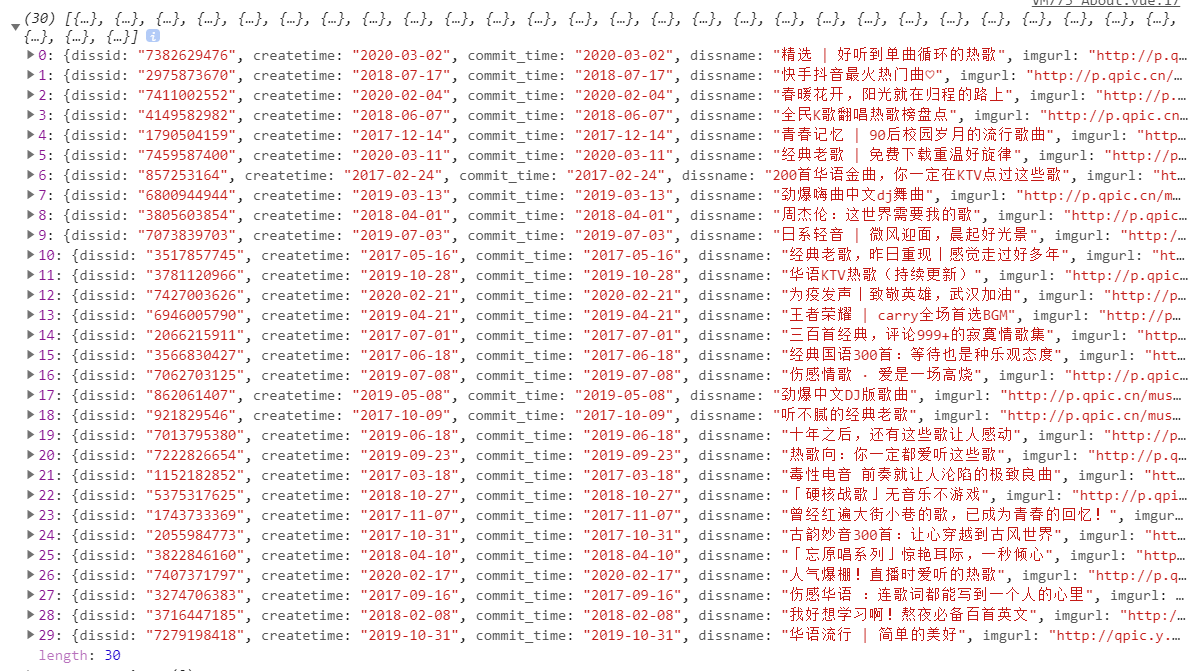 VM775 About.vue:17
(30) [{…}, {…}, {…}, {…}, {…}, {…}, {…}, {…}, {…}, {…}, {…}, {…}, {…}, {…}, {…}, {…}, {…}, {…}, {…}, {…}, {…}, {…}, {…}, {…}, {…}, {…}, {…},
{…}, {…}, {…}] i
0: {dissid: "7382629476", createtime: "2020-03-02", commit_time: "2020-03-02", dissname: "精选 | 好听到单曲循环的热歌", imgurl: "http://p.q…
1: {dissid: "2975873670", createtime: "2018-07-17", commit_time: "2018-07-17", dissname: "快手抖音最火热门曲♡", imgurl: "http://p.qpic.cn/…
2: {dissid: "7411002552", createtime: "2020-02-04", commit_time: "2020-02-04", dissname: "春暖花开，阳光就在归程的路上", imgurl: "http://p.…
3: {dissid: "4149582982", createtime: "2018-06-07", commit_time: "2018-06-07", dissname: "全民K歌翻唱热歌榜盘点", imgurl: "http://p.qpic.cn…
4: {dissid: "1790504159", createtime: "2017-12-14", commit_time: "2017-12-14", dissname: "青春记忆 | 90后校园岁月的流行歌曲", imgurl: "http…
5: {dissid: "7459587400", createtime: "2020-03-11", commit_time: "2020-03-11", dissname: "经典老歌 | 免费下载重温好旋律", imgurl: "http://p…
6: {dissid: "857253164", createtime: "2017-02-24", commit_time: "2017-02-24", dissname: "200首华语金曲，你一定在KTV点过这些歌", imgurl: "ht…
7: {dissid: "6800944944", createtime: "2019-03-13", commit_time: "2019-03-13", dissname: "劲爆嗨曲中文dj舞曲", imgurl: "http://p.qpic.cn/m…
8: {dissid: "3805603854", createtime: "2018-04-01", commit_time: "2018-04-01", dissname: "周杰伦：这世界需要我的歌", imgurl: "http://p.qpic…
9: {dissid: "7073839703", createtime: "2019-07-03", commit_time: "2019-07-03", dissname: "日系轻音 | 微风迎面，晨起好光景", imgurl: "http:/…
10: {dissid: "3517857745", createtime: "2017-05-16", commit_time: "2017-05-16", dissname: "经典老歌，昨日重现丨感觉走过好多年", imgurl: "htt…
11: {dissid: "3781120966", createtime: "2019-10-28", commit_time: "2019-10-28", dissname: "华语KTV热歌（持续更新）", imgurl: "http://p.qpic…
12: {dissid: "7427003626", createtime: "2020-02-21", commit_time: "2020-02-21", dissname: "为疫发声丨致敬英雄，武汉加油", imgurl: "http://p…
13: {dissid: "6946005790", createtime: "2019-04-21", commit_time: "2019-04-21", dissname: "王者荣耀 | carry全场首选BGM", imgurl: "http://p…
14: {dissid: "2066215911", createtime: "2017-07-01", commit_time: "2017-07-01", dissname: "三百首经典，评论999+的寂寞情歌集", imgurl: "http…
15: {dissid: "3566830427", createtime: "2017-06-18", commit_time: "2017-06-18", dissname: "经典国语300首：等待也是种乐观态度", imgurl: "htt…
16: {dissid: "7062703125", createtime: "2019-07-08", commit_time: "2019-07-08", dissname: "伤感情歌 · 爱是一场高烧", imgurl: "http://p.qpic…
17: {dissid: "862061407", createtime: "2019-05-08", commit_time: "2019-05-08", dissname: "劲爆中文DJ版歌曲", imgurl: "http://p.qpic.cn/mus…
18: {dissid: "921829546", createtime: "2017-10-09", commit_time: "2017-10-09", dissname: "听不腻的经典老歌", imgurl: "http://p.qpic.cn/mus…
19: {dissid: "7013795380", createtime: "2019-06-18", commit_time: "2019-06-18", dissname: "十年之后，还有这些歌让人感动", imgurl: "http://p…
20: {dissid: "7222826654", createtime: "2019-09-23", commit_time: "2019-09-23", dissname: "热歌向：你一定都爱听这些歌", imgurl: "http://p.q…
21: {dissid: "1152182852", createtime: "2017-03-18", commit_time: "2017-03-18", dissname: "毒性电音 前奏就让人沦陷的极致良曲", imgurl: "htt…
22: {dissid: "5375317625", createtime: "2018-10-27", commit_time: "2018-10-27", dissname: "「硬核战歌」无音乐不游戏", imgurl: "http://p.qpi…
23: {dissid: "1743733369", createtime: "2017-11-07", commit_time: "2017-11-07", dissname: "曾经红遍大街小巷的歌，已成为青春的回忆！", imgur…
24: {dissid: "2055984773", createtime: "2017-10-31", commit_time: "2017-10-31", dissname: "古韵妙音300首：让心穿越到古风世界", imgurl: "htt…
25: {dissid: "3822846160", createtime: "2018-04-10", commit_time: "2018-04-10", dissname: "「忘原唱系列」惊艳耳际，一秒倾心", imgurl: "http…
26: {dissid: "7407371797", createtime: "2020-02-17", commit_time: "2020-02-17", dissname: "人气爆棚！直播时爱听的热歌", imgurl: "http://p.q…
27: {dissid: "3274706383", createtime: "2017-09-16", commit_time: "2017-09-16", dissname: "伤感华语 ：连歌词都能写到一个人的心里", imgurl: "ht…
28: {dissid: "3716447185", createtime: "2018-02-08", commit_time: "2018-02-08", dissname: "我好想学习啊！熬夜必备百首英文", imgurl: "http:/…
29: {dissid: "7279198418", createtime: "2019-10-31", commit_time: "2019-10-31", dissname: "华语流行 | 简单的美好", imgurl: "http://qpic.y.…
length: 30